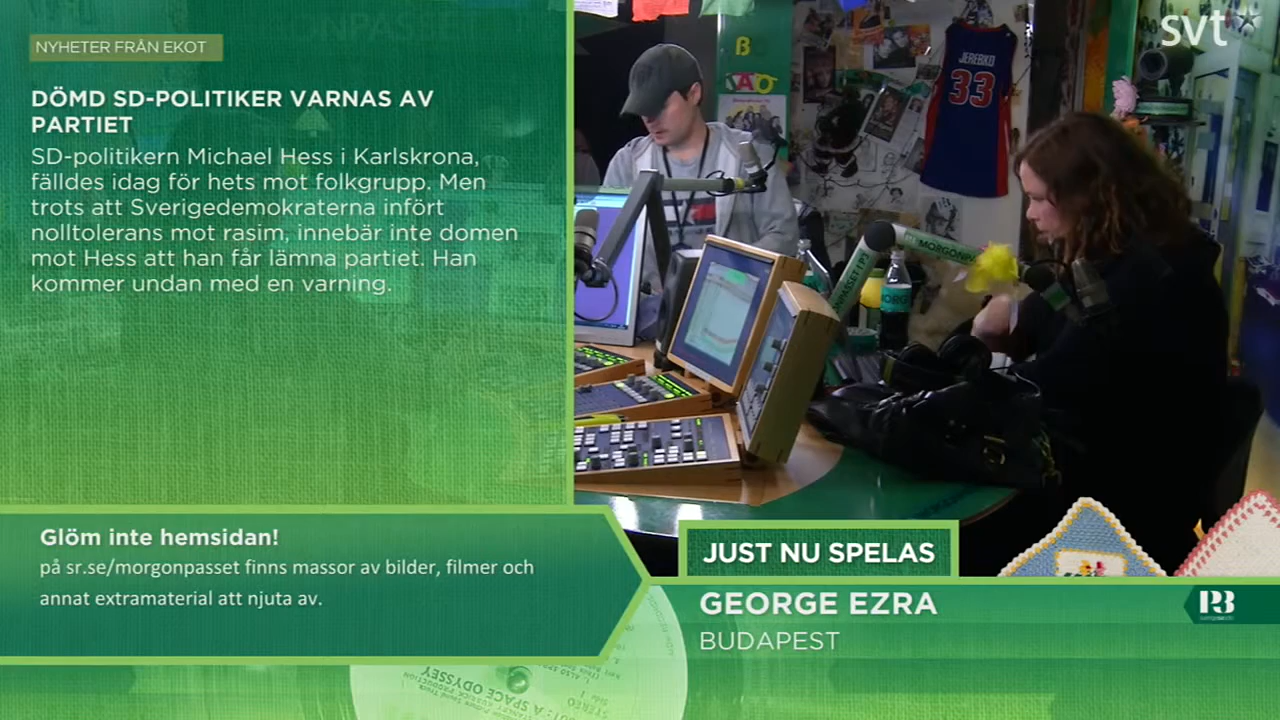 NYHETER FRÅN EKOT
DÖMD SD-POLITIKER VARNAS AV
PARTIET
SD-politikern Michael Hess i Karlskrona,
fälldes idag för hets mot folkgrupp. Men
trots att Sverigedemokraterna infört
nolltolerans mot rasim, innebär inte domen
mot Hess att han får lämna partiet. Han
kommer undan med en varning.
svt
JEREBKO
33
Glöm inte hemsidan!
på sr.se/morgonpasset finns massor av bilder, filmer och
annat extramaterial att njuta av.
JUST NU SPELAS
GEORGE EZRA
BUDAPEST
P3
A SPACE ODYSSEY
STEREO